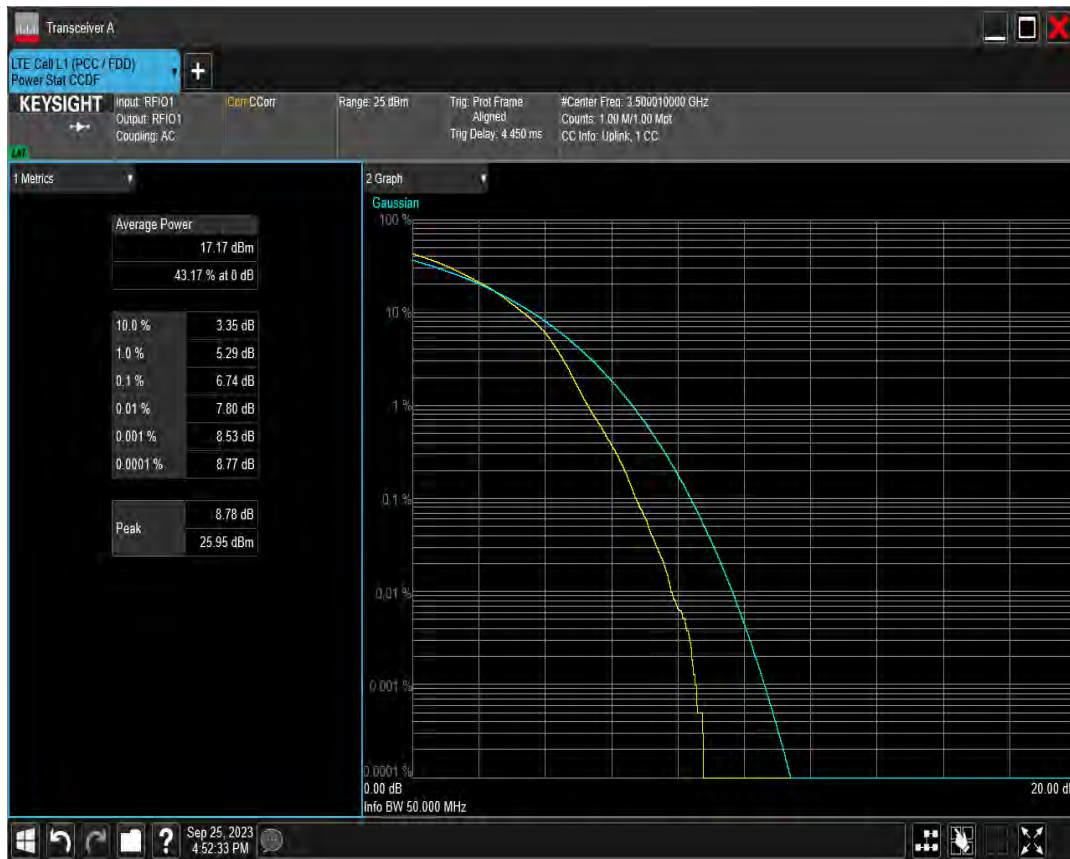 Transceiver A
LTE Cell L1 (PCC / FDD)
Power Stat CCDF
KEYSIGHT
Input: RFIO1
Output: RFIO1
Coupling: AC
Corr CCorr
Range: 25 dBm
Trig: Prot Frame
Aligned
Trig Delay: 4.450 ms
#Center Freq: 3.500010000 GHz
Counts: 1.00 M/1.00 Mpt
CC Info: Uplink, 1 CC
1 Metrics
Average Power
17.17 dBm
43.17 % at 0 dB
10.0 % 3.35 dB
1.0 % 5.29 dB
0.1 % 6.74 dB
0.01 % 7.80 dB
0.001 % 8.53 dB
0.0001 % 8.77 dB
Peak
8.78 dB
25.95 dBm
2 Graph
Gaussian
100 %
10 %
1 %
0.1 %
0.01 %
0.001 %
0.0001 %
0.00 dB
20.00 d
Info BW 50.000 MHz
Sep 25, 2023
4:52:33 PM